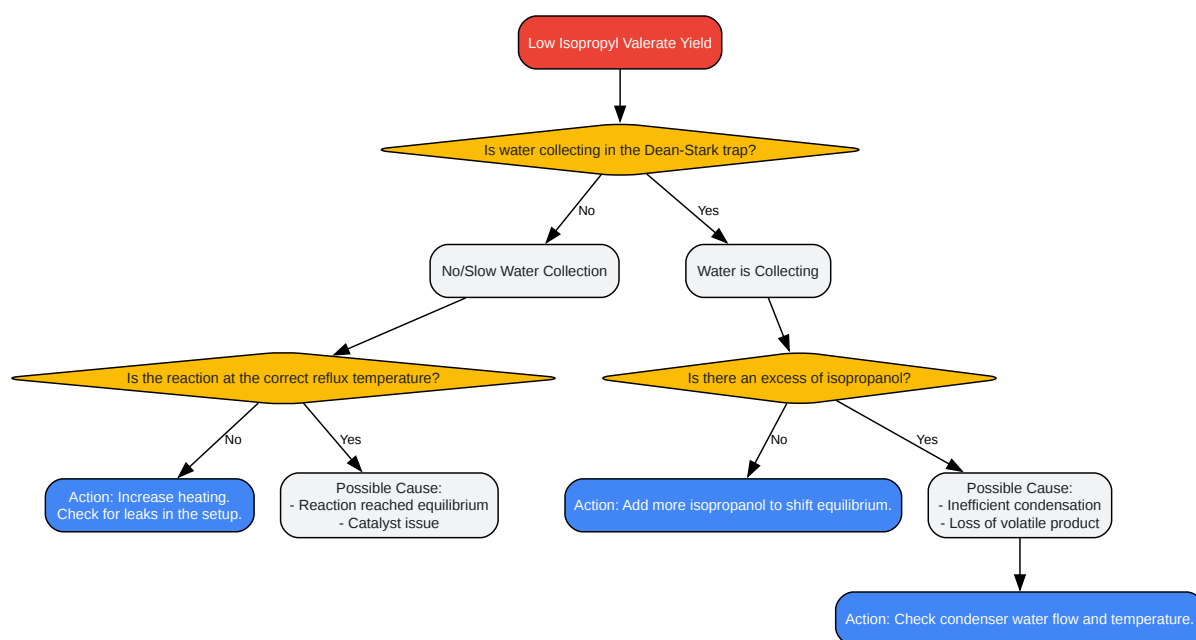 Low Isopropyl Valerate Yield
Is water collecting in the Dean-Stark trap?
No
Yes
No/Slow Water Collection
Water is Collecting
Is the reaction at the correct reflux temperature?
Is there an excess of isopropanol?
No
Yes
No
Yes
Action: Increase heating.
Check for leaks in the setup.
Possible Cause:
- Reaction reached equilibrium
- Catalyst issue
Action: Add more isopropanol to shift equilibrium.
Possible Cause:
- Inefficient condensation
- Loss of volatile product
Action: Check condenser water flow and temperature.